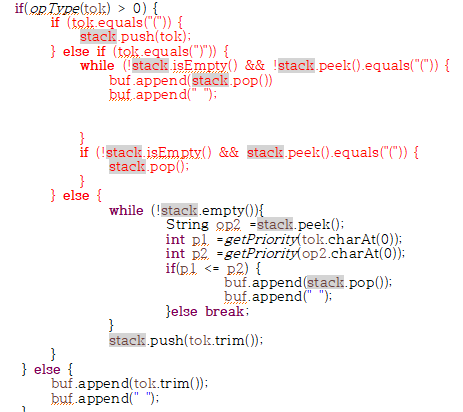 if(opType(tok) > 0) {
if (tok.equals("(")) {
stack.push(tok);
} else if (tok.equals(")")) {
while (!stack.isEmpty() && !stack.peek().equals("(")) {
buf.append(stack.pop())
buf.append(" ");
}
if (!stack.isEmpty() && stack.peek().equals("(")) {
stack.pop();
}
} else {
while (!stack.empty()){
String op2 =stack.peek();
int p1 =getPriority(tok.charAt(0));
int p2 =getPriority(op2.charAt(0));
if(p1 <= p2) {
buf.append(stack.pop());
buf.append(" ");
}else break;
}
stack.push(tok.trim());
}
} else {
buf.append(tok.trim());
buf.append(" ");
}